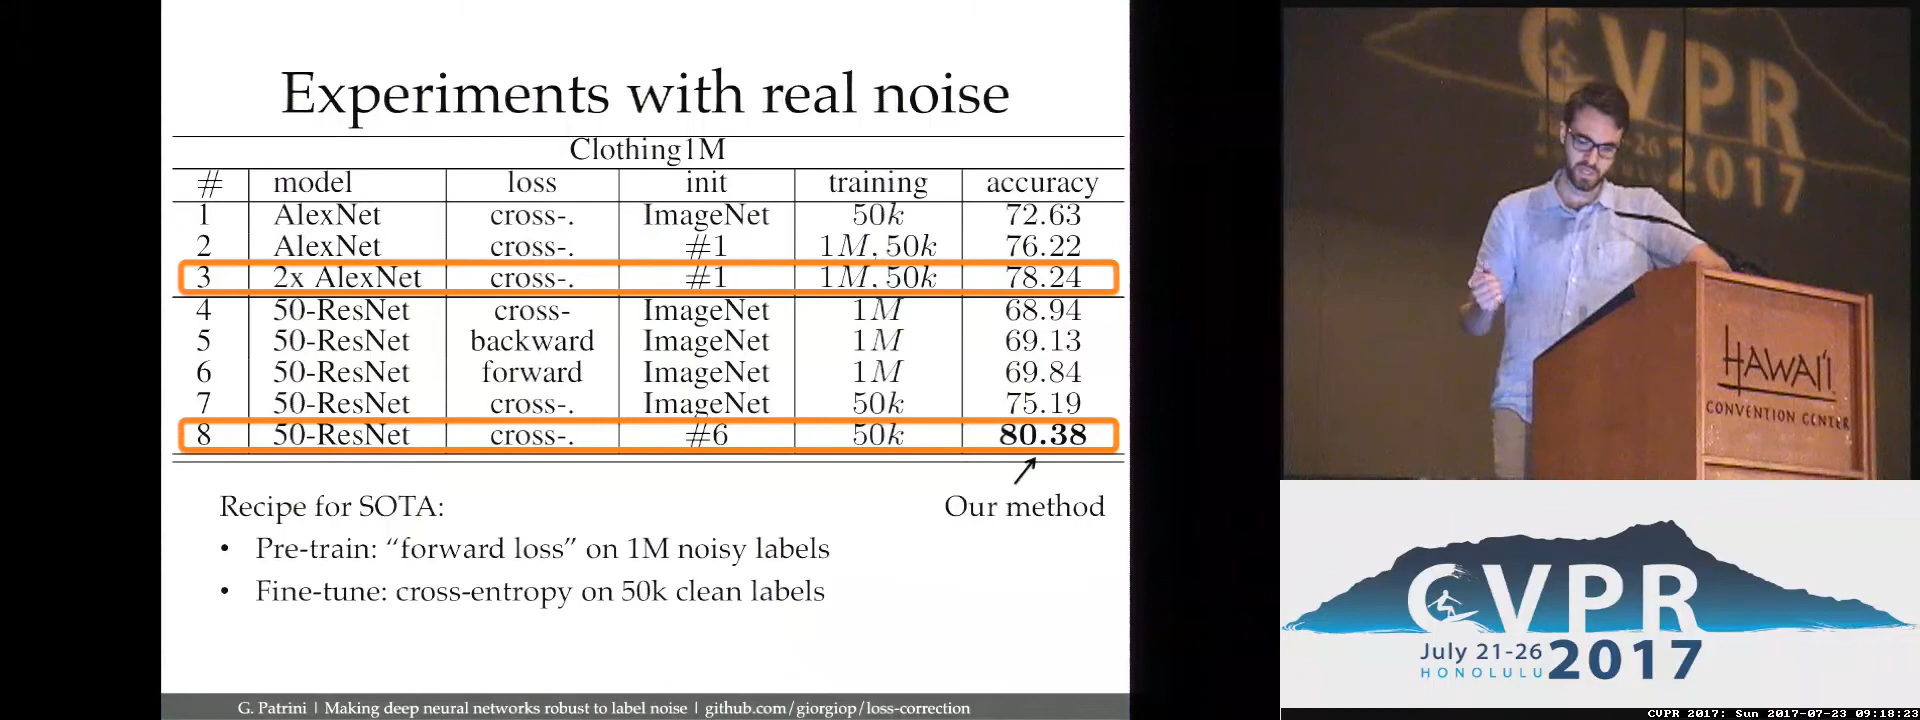 Experiments with real noise
Clothing1M
# model loss init training accuracy
1 AlexNet cross-. ImageNet 50k 72.63
2 AlexNet cross-. #1 1M, 50k 76.22
3 2x AlexNet cross-. #1 1M, 50k 78.24
4 50-ResNet cross- ImageNet 1M 68.94
5 50-ResNet backward ImageNet 1M 69.13
6 50-ResNet forward ImageNet 1M 69.84
7 50-ResNet cross-. ImageNet 50k 75.19
8 50-ResNet cross-. #6 50k 80.38
Our method
Recipe for SOTA:
• Pre-train: “forward loss” on 1M noisy labels
• Fine-tune: cross-entropy on 50k clean labels
G. Patrini | Making deep neural networks robust to label noise | github.com/giorgiop/loss-correction
CVPR
-26 2017
HAWAI'I
CONVENTION CENTER
CVPR
July 21-26 2017
HONOLULU
CVPR 2017: Sun 2017-07-23 09:18:23